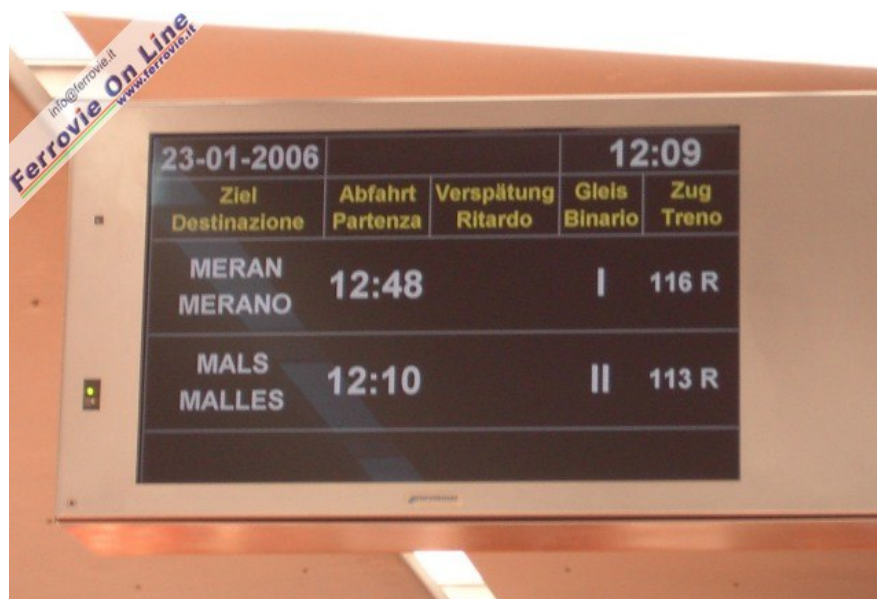 info@ferrovie.it
Ferrovie On Line
www.ferrovie.it
23-01-2006 12:09
Ziel Abfahrt Verspätung Gleis Zug
Destinazione Partenza Ritardo Binario Treno
MERAN
MERANO
12:48 I 116 R
MALS
MALLES
12:10 II 113 R